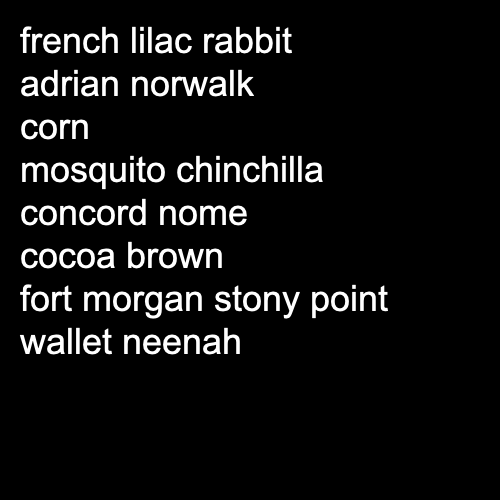 french lilac rabbit
adrian norwalk
corn
mosquito chinchilla
concord nome
cocoa brown
fort morgan stony point
wallet neenah